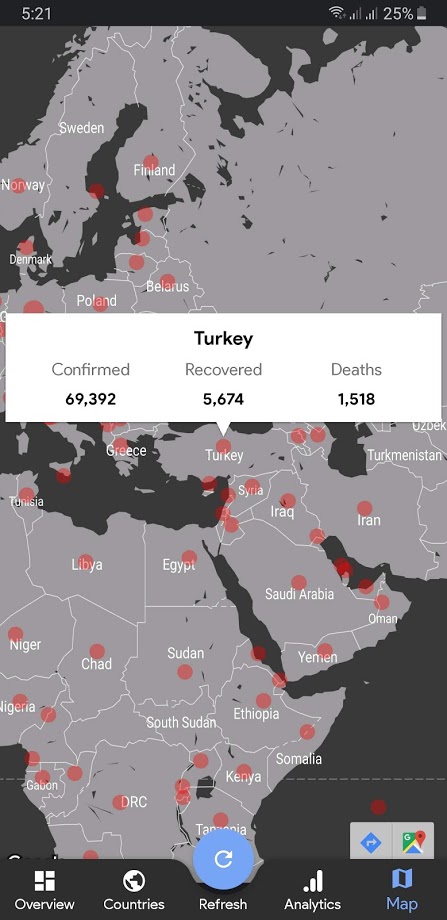 5:21
25%
Sweden
Finland
Norway
Denmark
Belarus
Poland
Turkey
Confirmed
Recovered
Deaths
69,392
5,674
1,518
Greece
Turkey
Turkmenistan
Tunisia
Syria
Iraq
Iran
Libya
Egypt
Saudi Arabia
Oman
Niger
Chad
Sudan
Yemen
Nigeria
South Sudan
Ethiopia
Somalia
Gabon
DRC
Kenya
Tanzania
Overview
Countries
Refresh
Analytics
Map